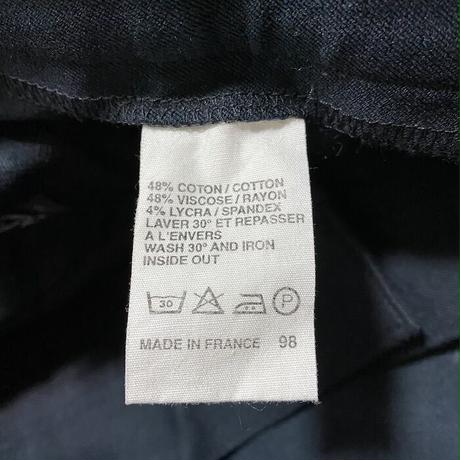 48% COTON / COTTON
48% VISCOSE / RAYON
4% LYCRA / SPANDEX
LAVER 30° ET REPASSER
A L'ENVERS
WASH 30° AND IRON
INSIDE OUT
30 P
MADE IN FRANCE 98